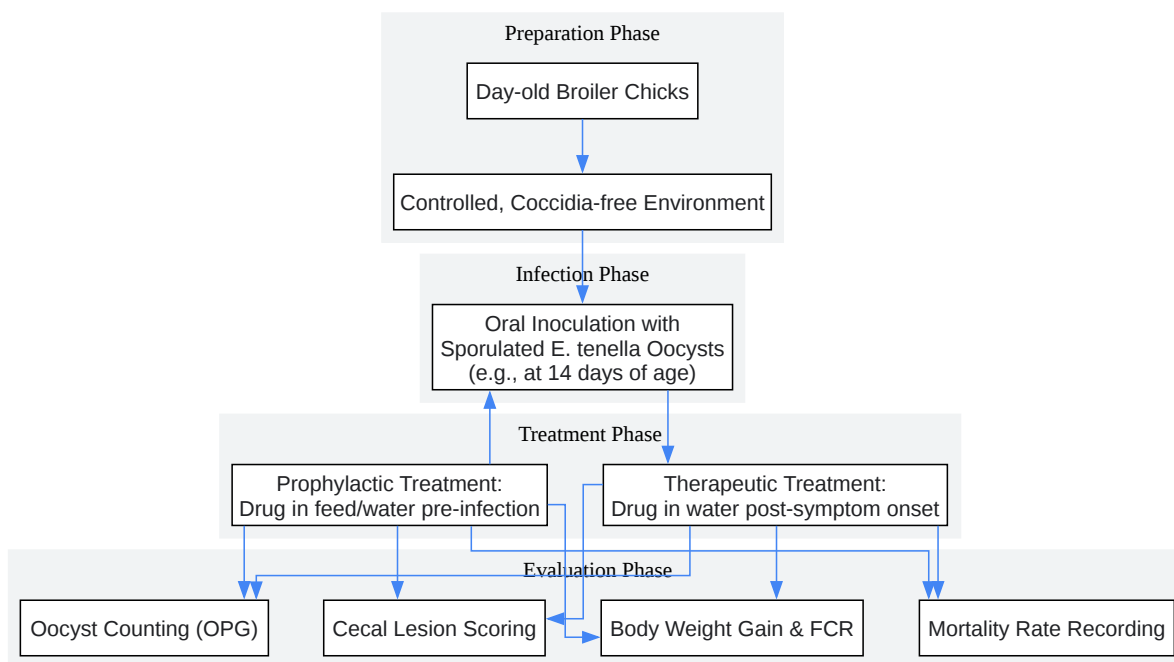 Preparation Phase
Day-old Broiler Chicks
Controlled, Coccidia-free Environment
Infection Phase
Oral Inoculation with
Sporulated E. tenella Oocysts
(e.g., at 14 days of age)
Treatment Phase
Prophylactic Treatment:
Drug in feed/water pre-infection
Therapeutic Treatment:
Drug in water post-symptom onset
Evaluation Phase
Oocyst Counting (OPG)
Cecal Lesion Scoring
Body Weight Gain & FCR
Mortality Rate Recording